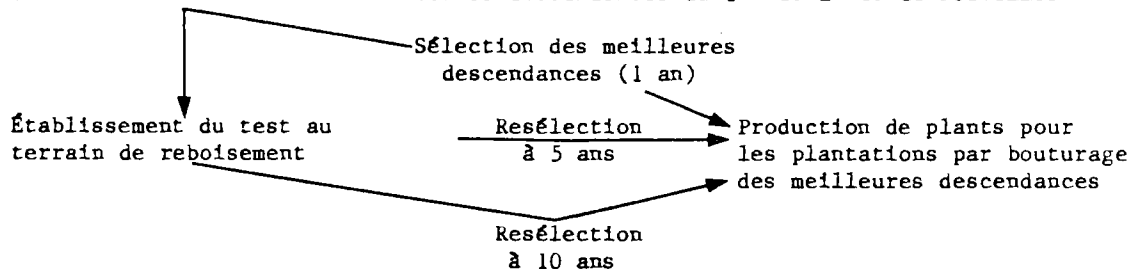 Sélection des meilleures
descendances (1 an)
Établissement du test au
terrain de reboisement
Resélection
à 5 ans
Production de plants pour
les plantations par bouturage
des meilleures descendances
Resélection
à 10 ans